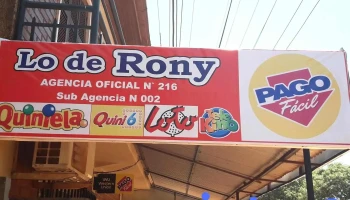 Lo de Rony
AGENCIA OFICIAL N° 216
Sub Agencia N 002
Quiniela
Quini 6
Loto
PAGO
Fácil